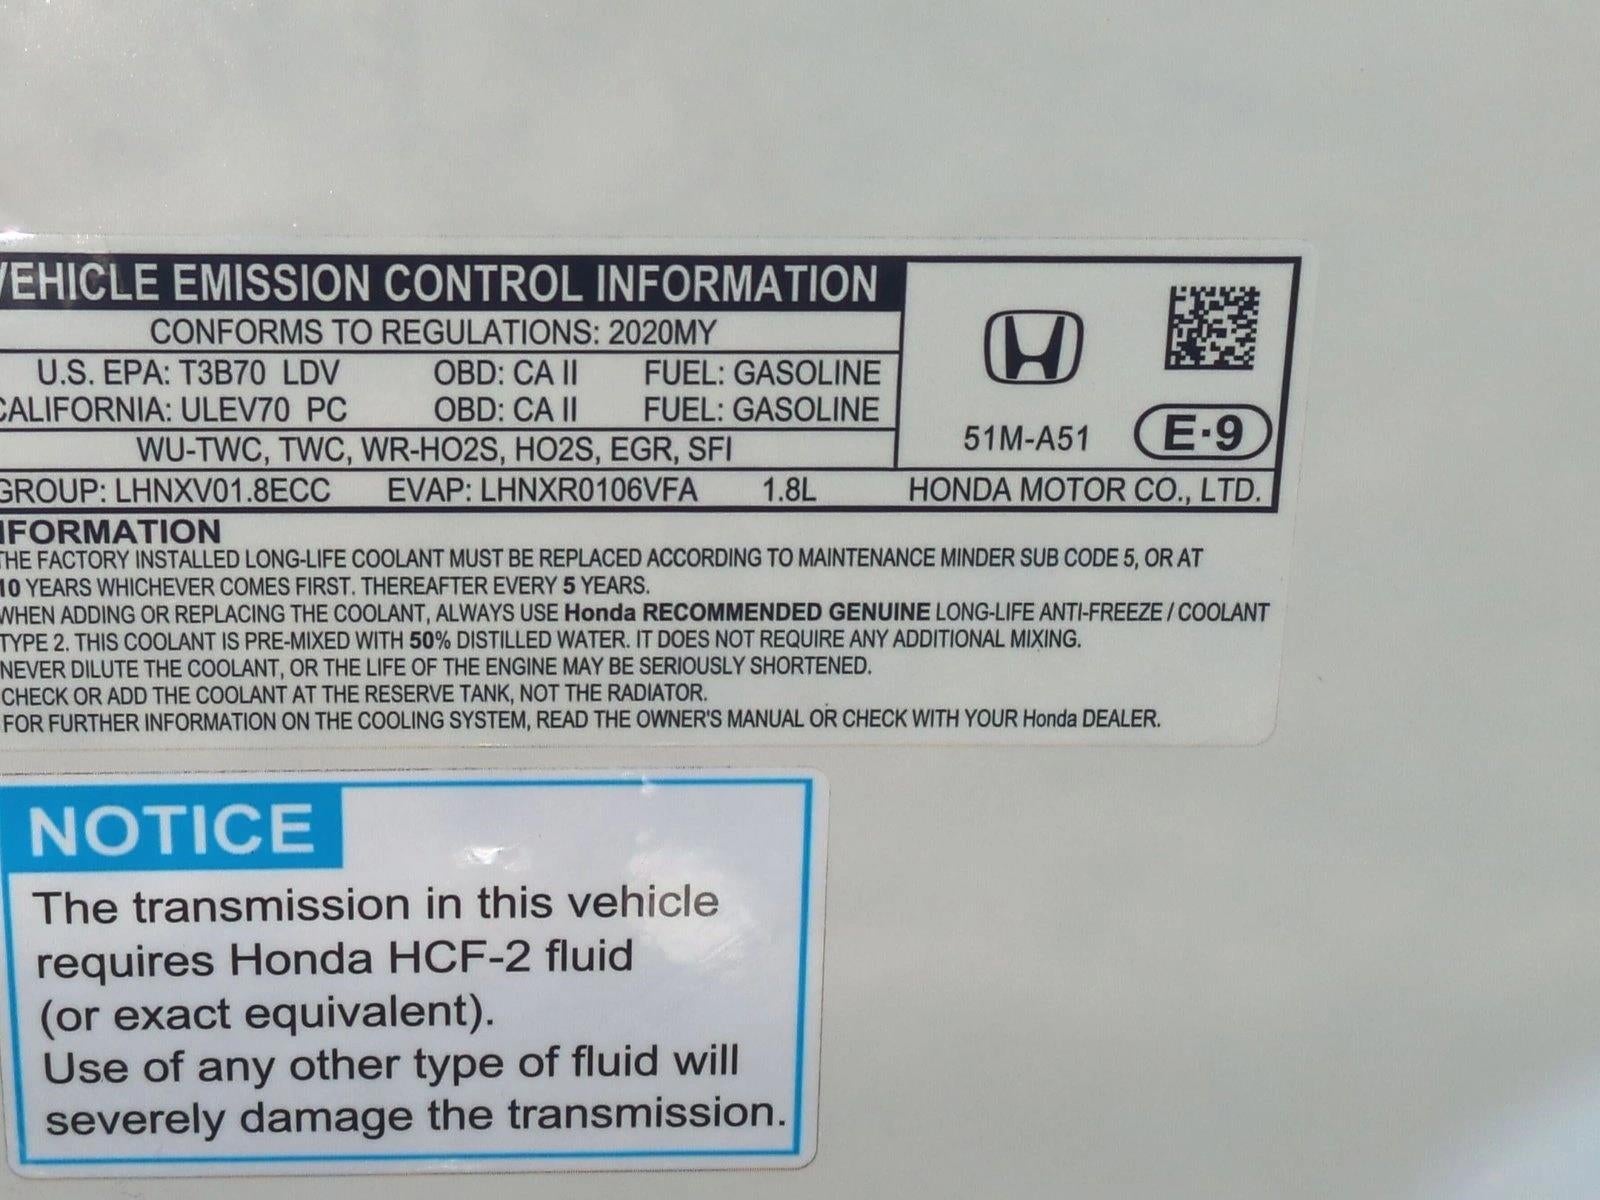 VEHICLE EMISSION CONTROL INFORMATION
CONFORMS TO REGULATIONS: 2020MY
U.S. EPA: T3B70 LDV OBD: CA II FUEL: GASOLINE
CALIFORNIA: ULEV70 PC OBD: CA II FUEL: GASOLINE
WU-TWC, TWC, WR-HO2S, HO2S, EGR, SFI
51M-A51 E·9
GROUP: LHNXV01.8ECC EVAP: LHNXR0106VFA 1.8L HONDA MOTOR CO., LTD.
INFORMATION
THE FACTORY INSTALLED LONG-LIFE COOLANT MUST BE REPLACED ACCORDING TO MAINTENANCE MINDER SUB CODE 5, OR AT
10 YEARS WHICHEVER COMES FIRST. THEREAFTER EVERY 5 YEARS.
WHEN ADDING OR REPLACING THE COOLANT, ALWAYS USE Honda RECOMMENDED GENUINE LONG-LIFE ANTI-FREEZE / COOLANT
TYPE 2. THIS COOLANT IS PRE-MIXED WITH 50% DISTILLED WATER. IT DOES NOT REQUIRE ANY ADDITIONAL MIXING.
NEVER DILUTE THE COOLANT, OR THE LIFE OF THE ENGINE MAY BE SERIOUSLY SHORTENED.
CHECK OR ADD THE COOLANT AT THE RESERVE TANK, NOT THE RADIATOR.
FOR FURTHER INFORMATION ON THE COOLING SYSTEM, READ THE OWNER'S MANUAL OR CHECK WITH YOUR Honda DEALER.
NOTICE
The transmission in this vehicle
requires Honda HCF-2 fluid
(or exact equivalent).
Use of any other type of fluid will
severely damage the transmission.